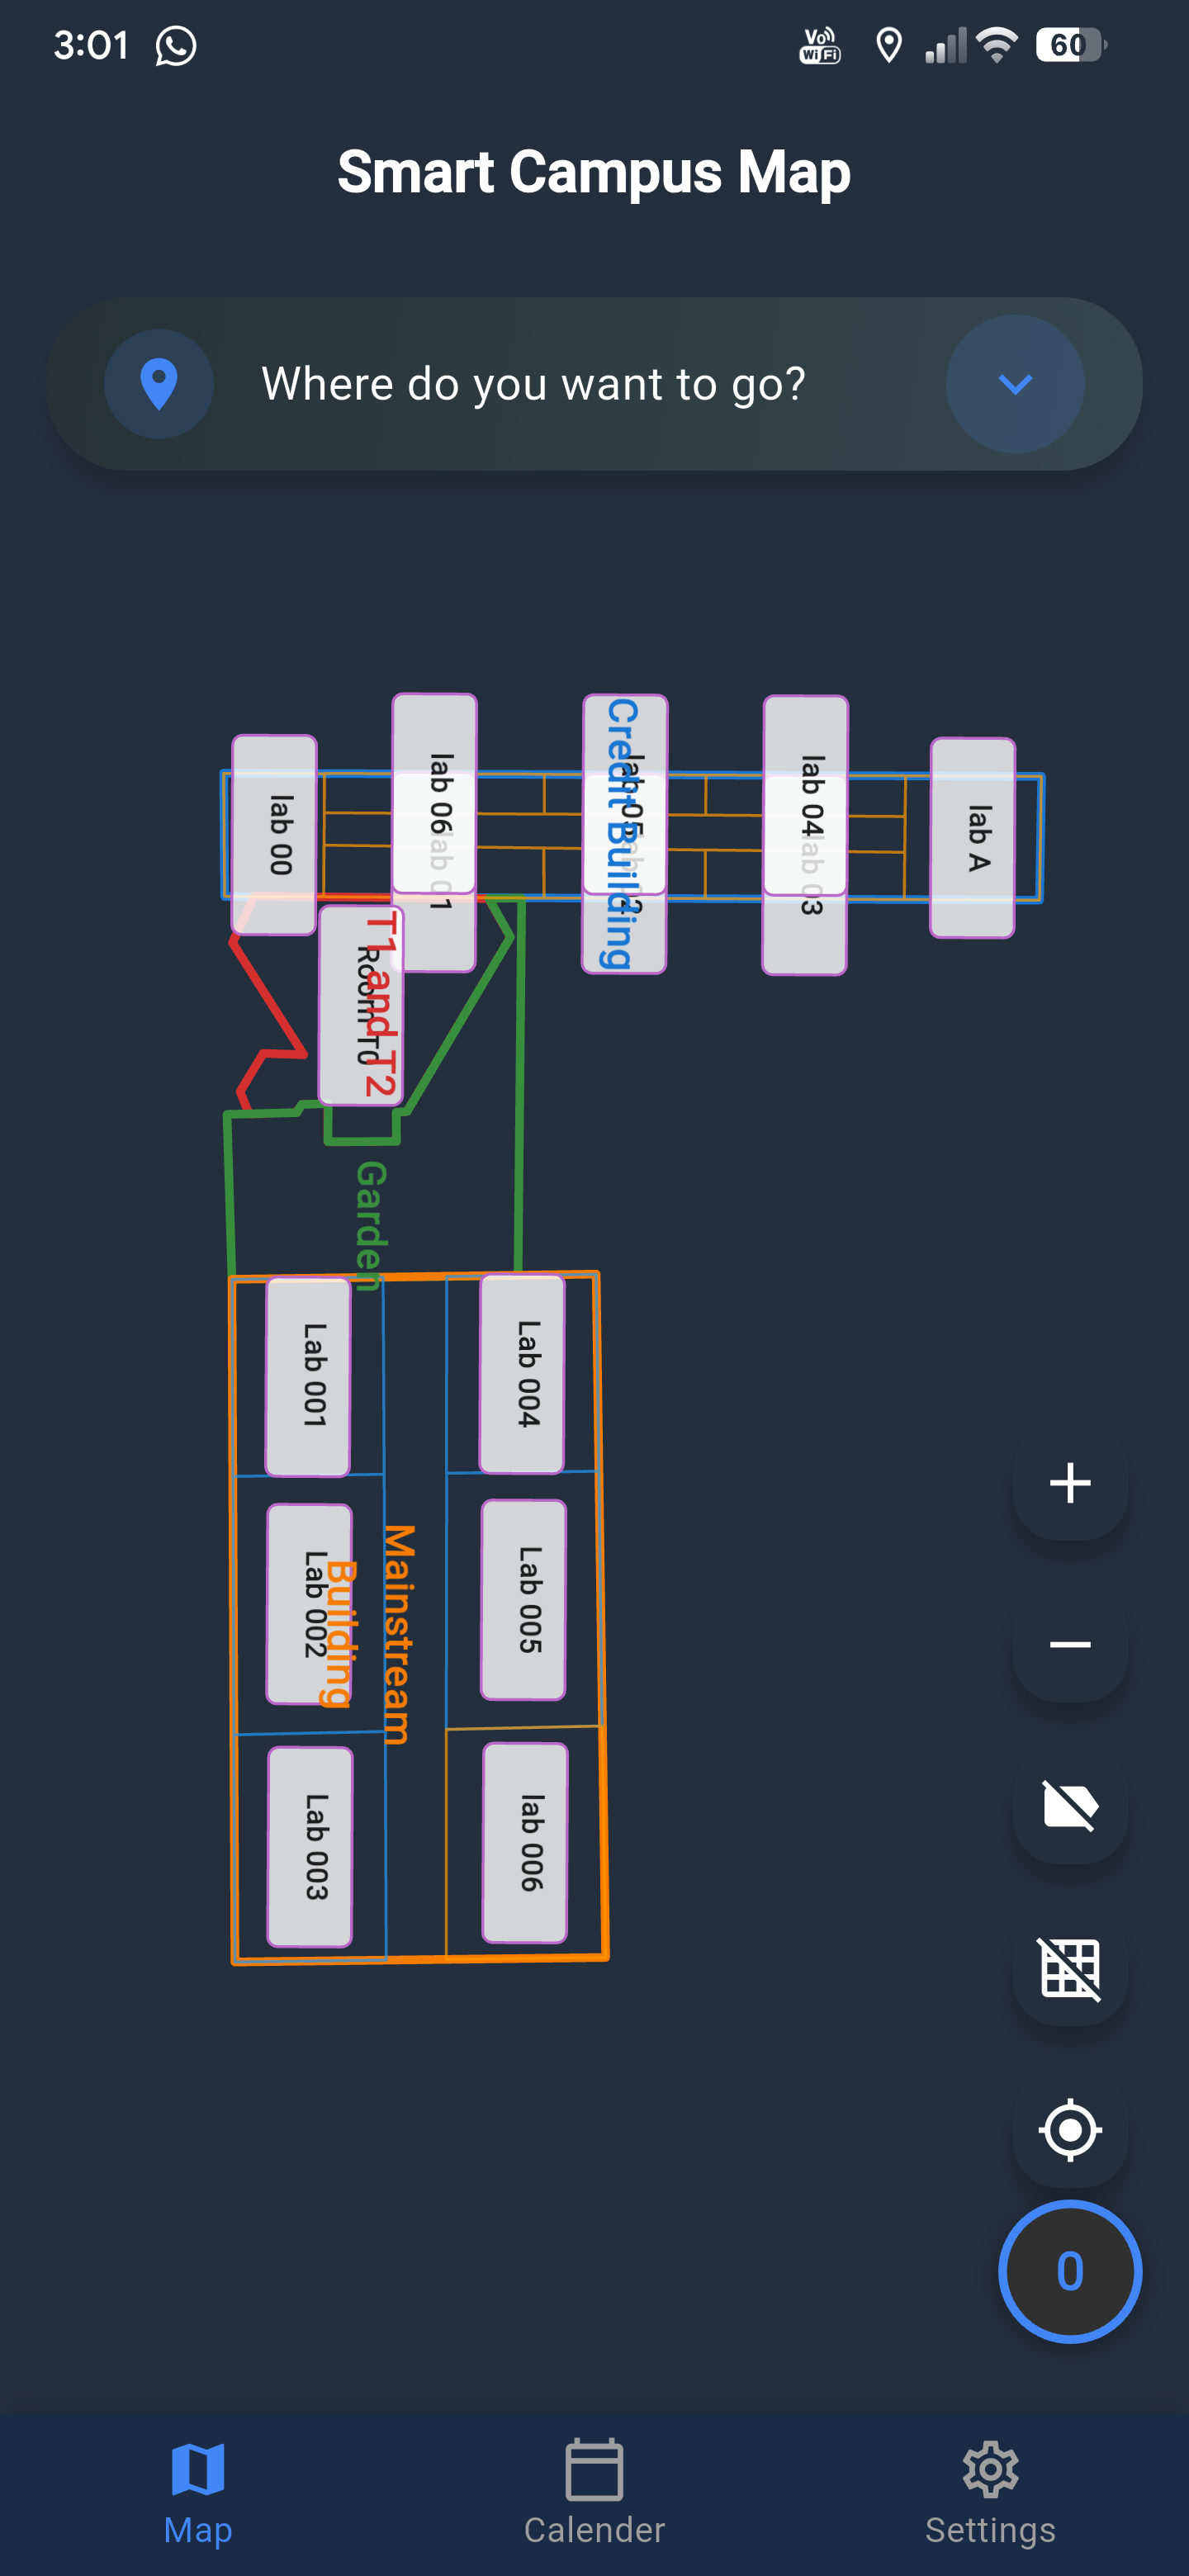 3:01
Vo)) WiFi
60
Smart Campus Map
Where do you want to go?
lab 00
lab 06
lab 01
lab 05
Credit Building
lab 04
lab 03
lab A
Room T0
T1 and T2
Garden
Lab 001
Lab 004
Lab 002
Mainstream
Building
Lab 005
Lab 003
lab 006
0
Map
Calender
Settings